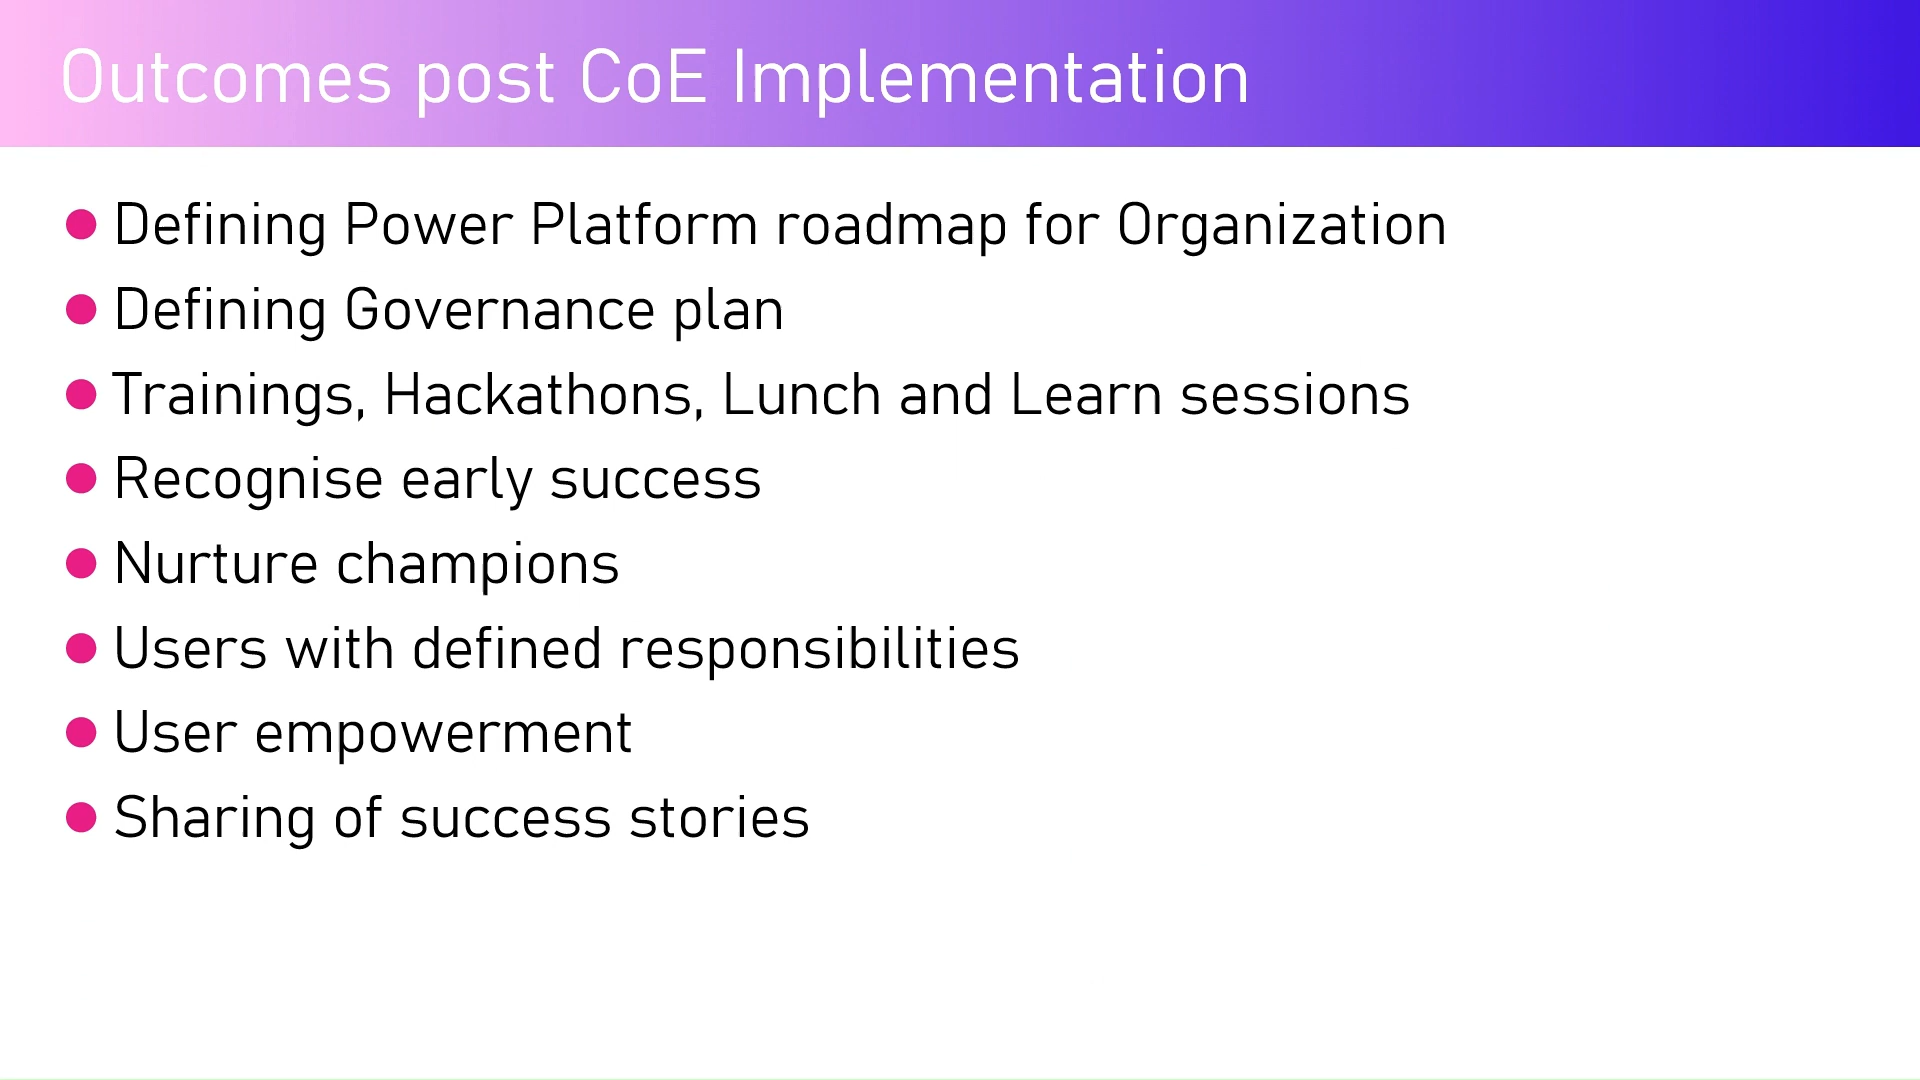 Outcomes post CoE Implementation
Defining Power Platform roadmap for Organization
Defining Governance plan
Trainings, Hackathons, Lunch and Learn sessions
Recognise early success
Nurture champions
Users with defined responsibilities
User empowerment
Sharing of success stories